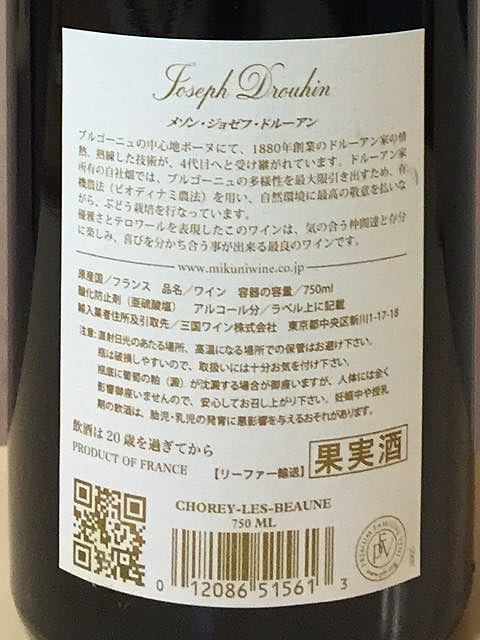 Joseph Drouhin
メゾン・ジョゼフ・ドルーアン
ブルゴーニュの中心地ボーヌにて、1880年創業のドルーアン家の情
熱、熟練した技術が、4代目へと受け継がれています。ドルーアン家
所有の自社畑では、ブルゴーニュの多様性を最大限引き出すため、有
機農法（ビオディナミ農法）を用い、自然環境に最高の敬意を払いな
がら、ぶどう栽培を行なっています。
優雅さとテロワールを表現したこのワインは、気の合う仲間達と存分
に楽しみ、喜びを分かち合う事が出来る最良のワインです。
www.mikuniwine.co.jp
原産国／フランス 品名／ワイン 容器の容量／750ml
酸化防止剤（亜硫酸塩） アルコール分／ラベル上に記載
輸入業者住所及引取先／三国ワイン株式会社 東京都中央区新川1-17-18
注意：直射日光のあたる場所、高温になる場所での保管はお避け下さい。
瓶は破損しやすいので、取扱いには十分お気を付け下さい。
瓶底に葡萄の粕（澱）が沈澱する場合が御座いますが、人体には全く
影響御座いませんので、安心してお召し上がり下さい。妊娠中や授乳
期の飲酒は、胎児・乳児の発育に悪影響を与えるおそれがあります。
飲酒は20歳を過ぎてから
PRODUCT OF FRANCE 【リーファー輸送】 果実酒
CHOREY-LES-BEAUNE
750 ML
0 12086 51561 3
PFV